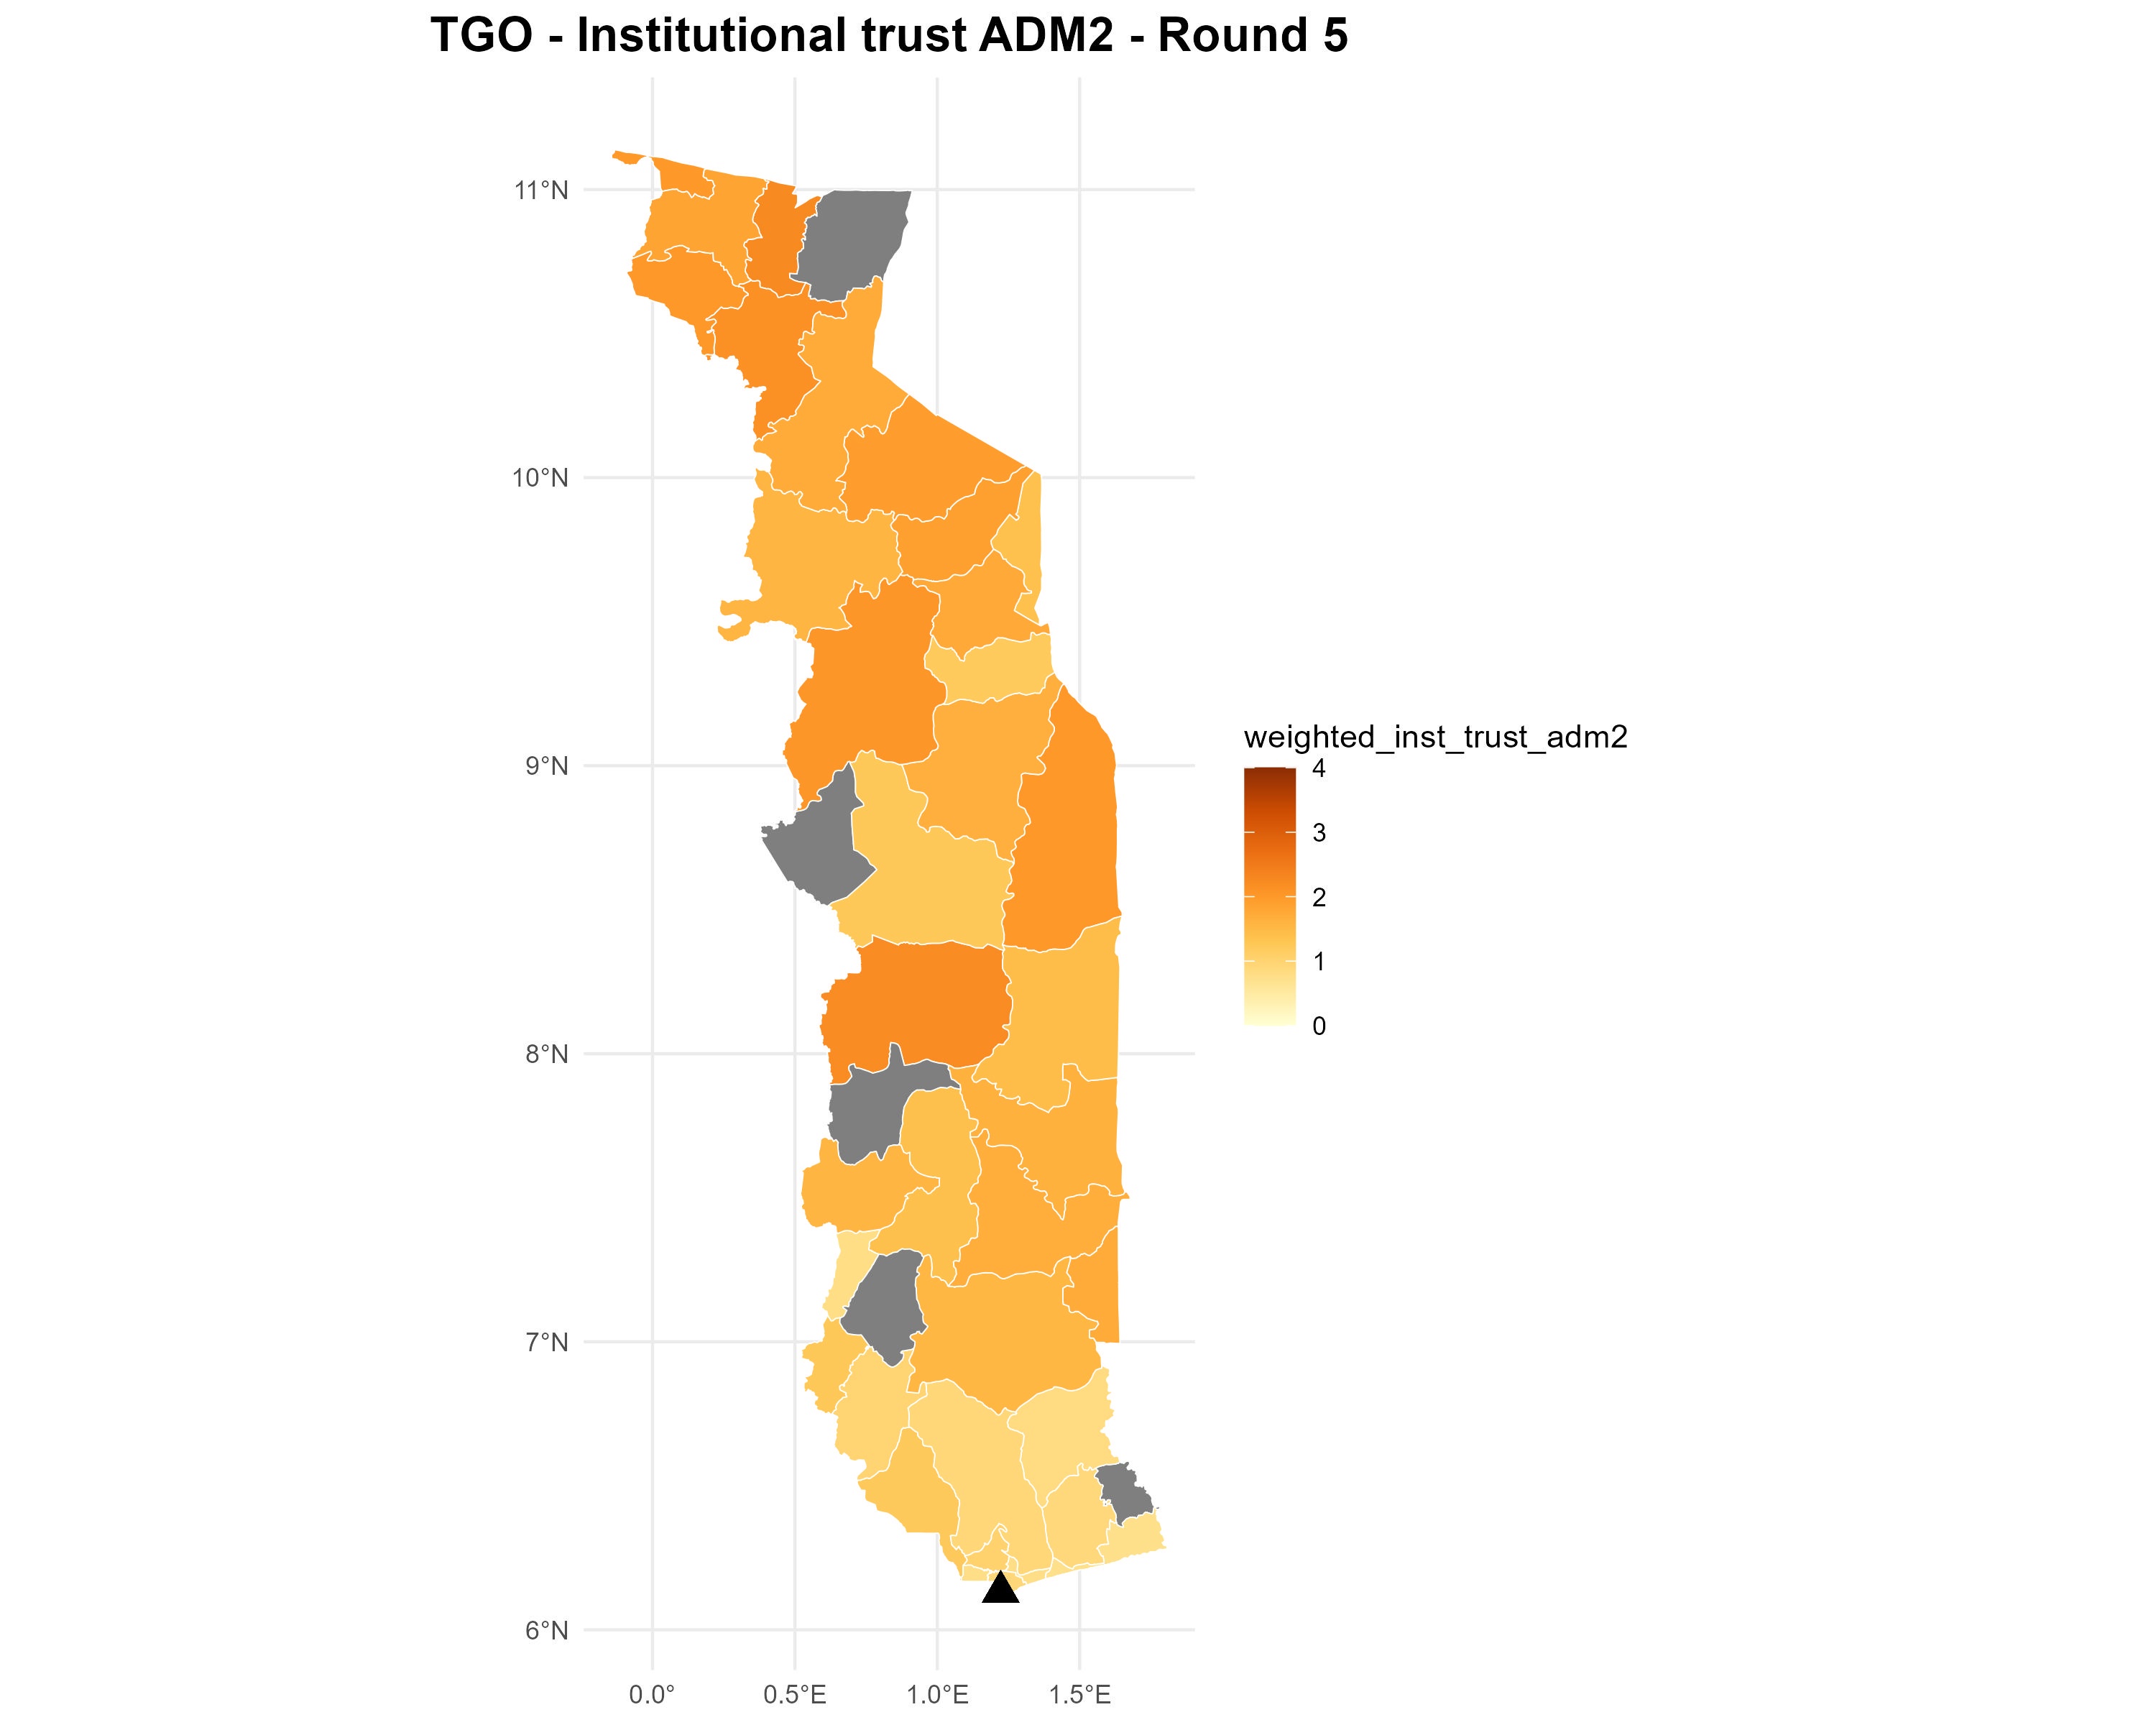 TGO - Institutional trust ADM2 - Round 5
11°N
10°N
9°N
8°N
7°N
6°N
0.0°
0.5°E
1.0°E
1.5°E
weighted_inst_trust_adm2
4
3
2
1
0